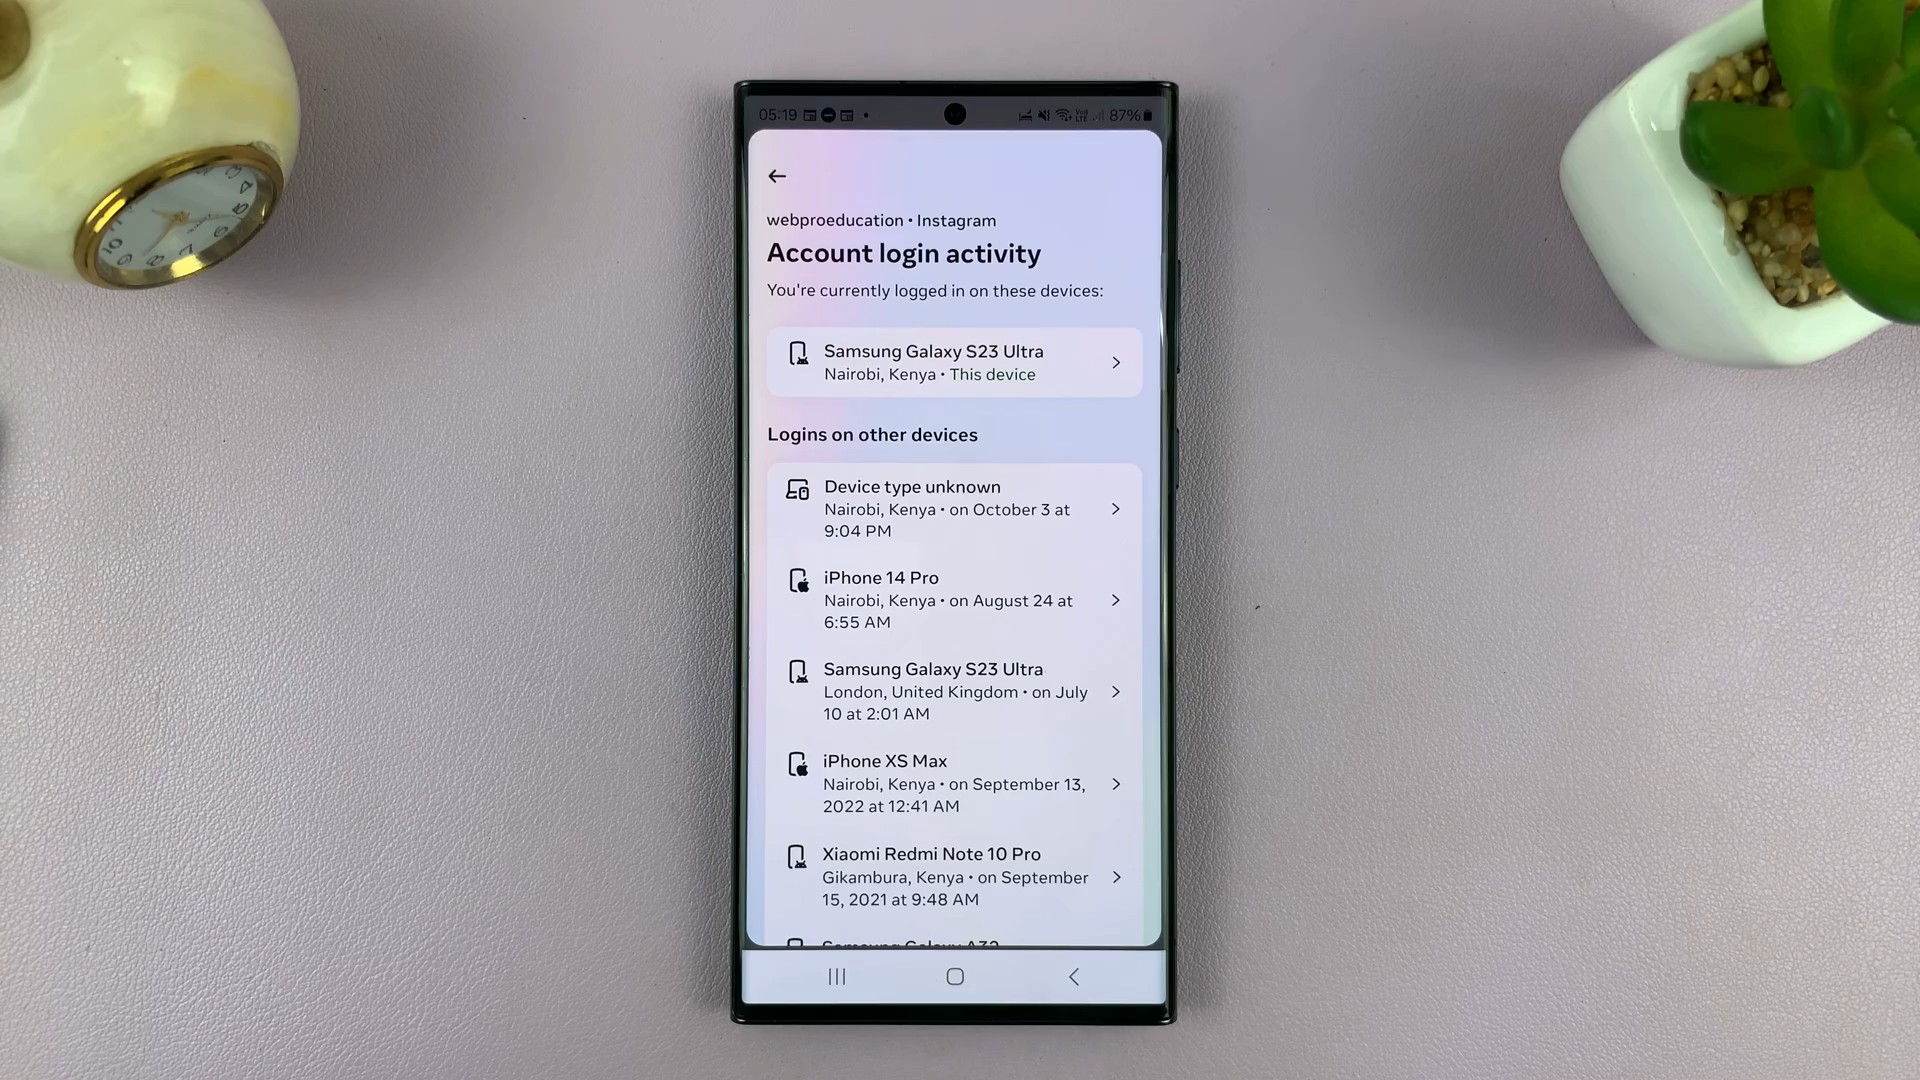 05:19 87%
webproeducation • Instagram
Account login activity
You're currently logged in on these devices:
Samsung Galaxy S23 Ultra
Nairobi, Kenya • This device
Logins on other devices
Device type unknown
Nairobi, Kenya • on October 3 at
9:04 PM
iPhone 14 Pro
Nairobi, Kenya • on August 24 at
6:55 AM
Samsung Galaxy S23 Ultra
London, United Kingdom • on July
10 at 2:01 AM
iPhone XS Max
Nairobi, Kenya • on September 13,
2022 at 12:41 AM
Xiaomi Redmi Note 10 Pro
Gikambura, Kenya • on September
15, 2021 at 9:48 AM
Samsung Galaxy A32